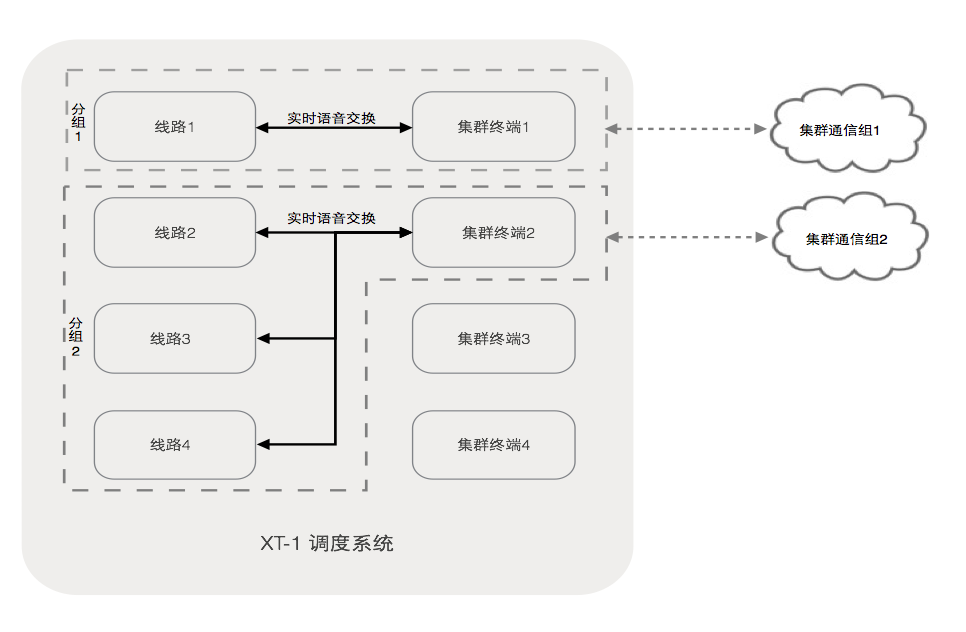 分组1
线路1
实时语音交换
集群终端1
集群通信组1
线路2
实时语音交换
集群终端2
集群通信组2
分组2
线路3
集群终端3
线路4
集群终端4
XT-1 调度系统